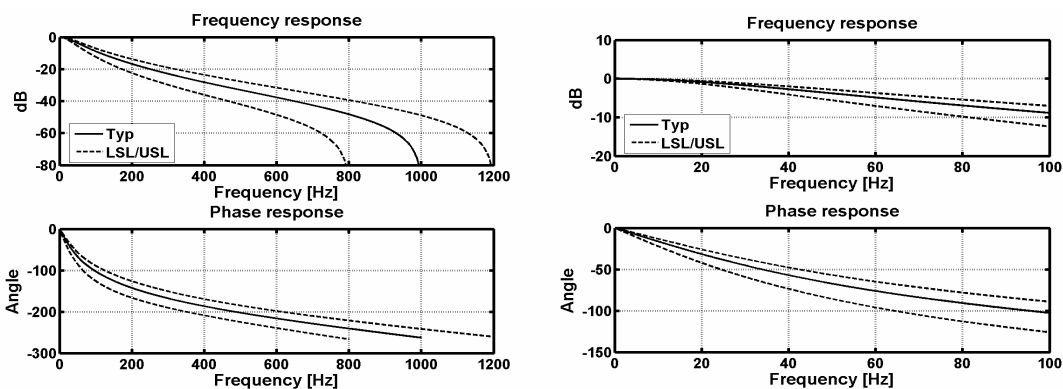 Frequency response
0
-20
-40
-60
-80
dB
Typ
LSL/USL
0 200 400 600 800 1000 1200
Frequency [Hz]
Phase response
0
-100
-200
-300
Angle
0 200 400 600 800 1000 1200
Frequency [Hz]
Frequency response
10
0
-10
-20
dB
Typ
LSL/USL
0 20 40 60 80 100
Frequency [Hz]
Phase response
0
-50
-100
-150
Angle
0 20 40 60 80 100
Frequency [Hz]